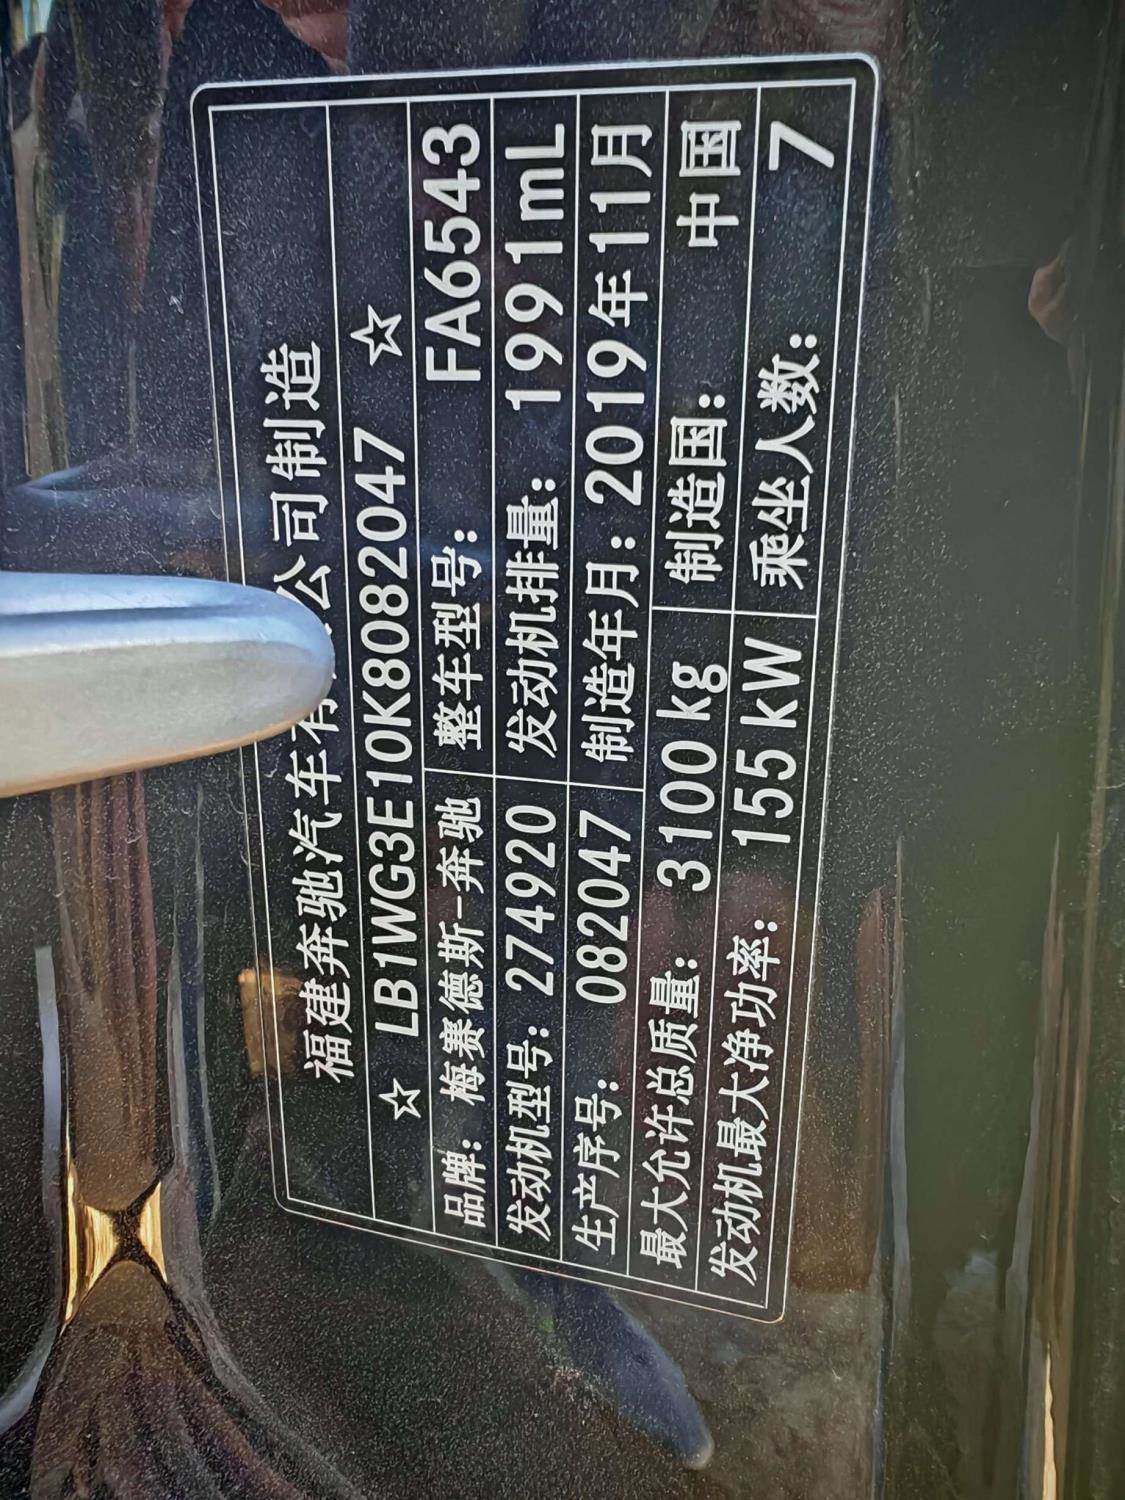 福建奔驰汽车有 公司制造
☆ LB1WG3E10K8082047 ☆
品牌：梅赛德斯-奔驰 整车型号： FA6543
发动机型号：274920 发动机排量：1991mL
生产序号： 082047 制造年月：2019年11月
最大允许总质量： 3100kg 制造国： 中国
发动机最大净功率： 155kW 乘坐人数： 7